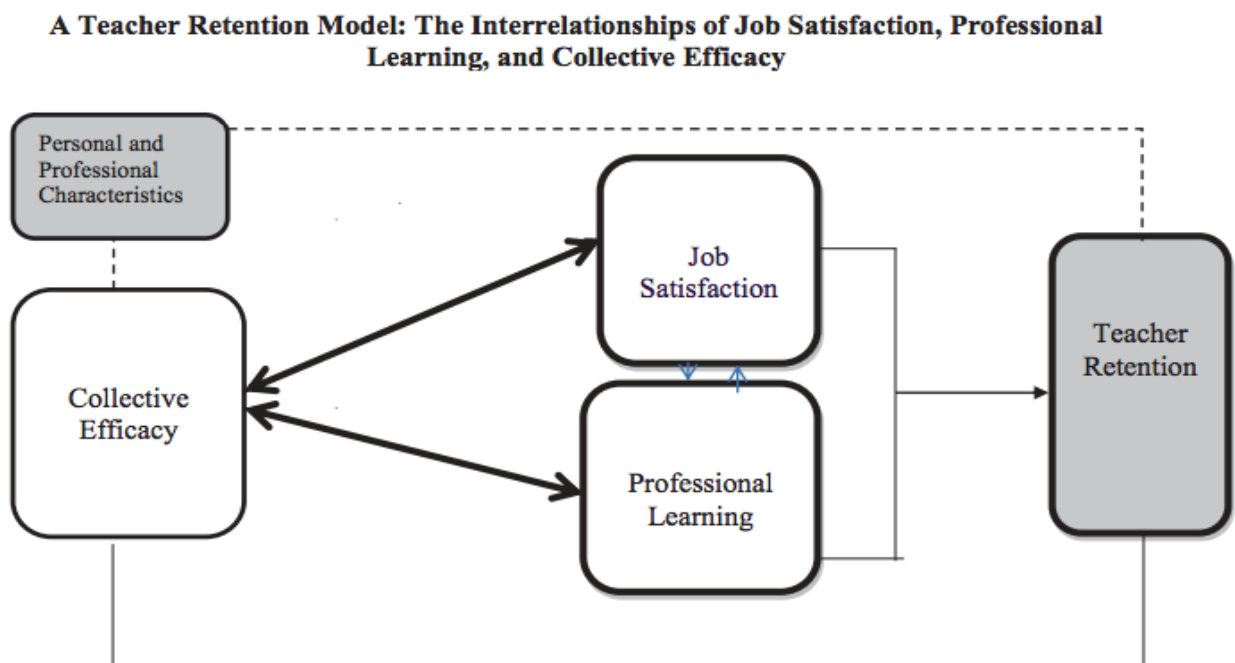 A Teacher Retention Model: The Interrelationships of Job Satisfaction, Professional
Learning, and Collective Efficacy
Personal and
Professional
Characteristics
Job
Satisfaction
Teacher
Retention
Collective
Efficacy
Professional
Learning